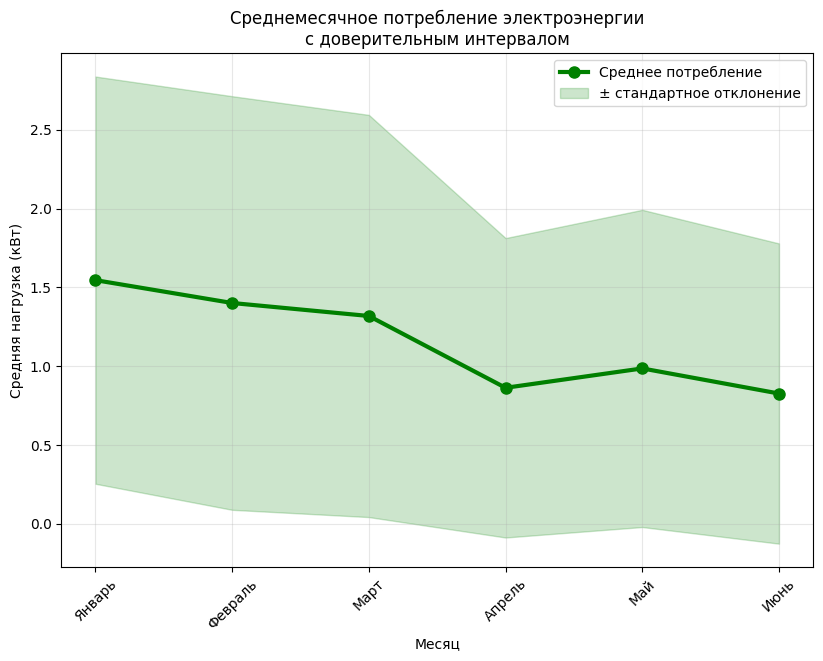 Среднемесячное потребление электроэнергии
с доверительным интервалом
Среднее потребление
± стандартное отклонение
Средняя нагрузка (кВт)
2.5
2.0
1.5
1.0
0.5
0.0
Январь
Февраль
Март
Апрель
Май
Июнь
Месяц